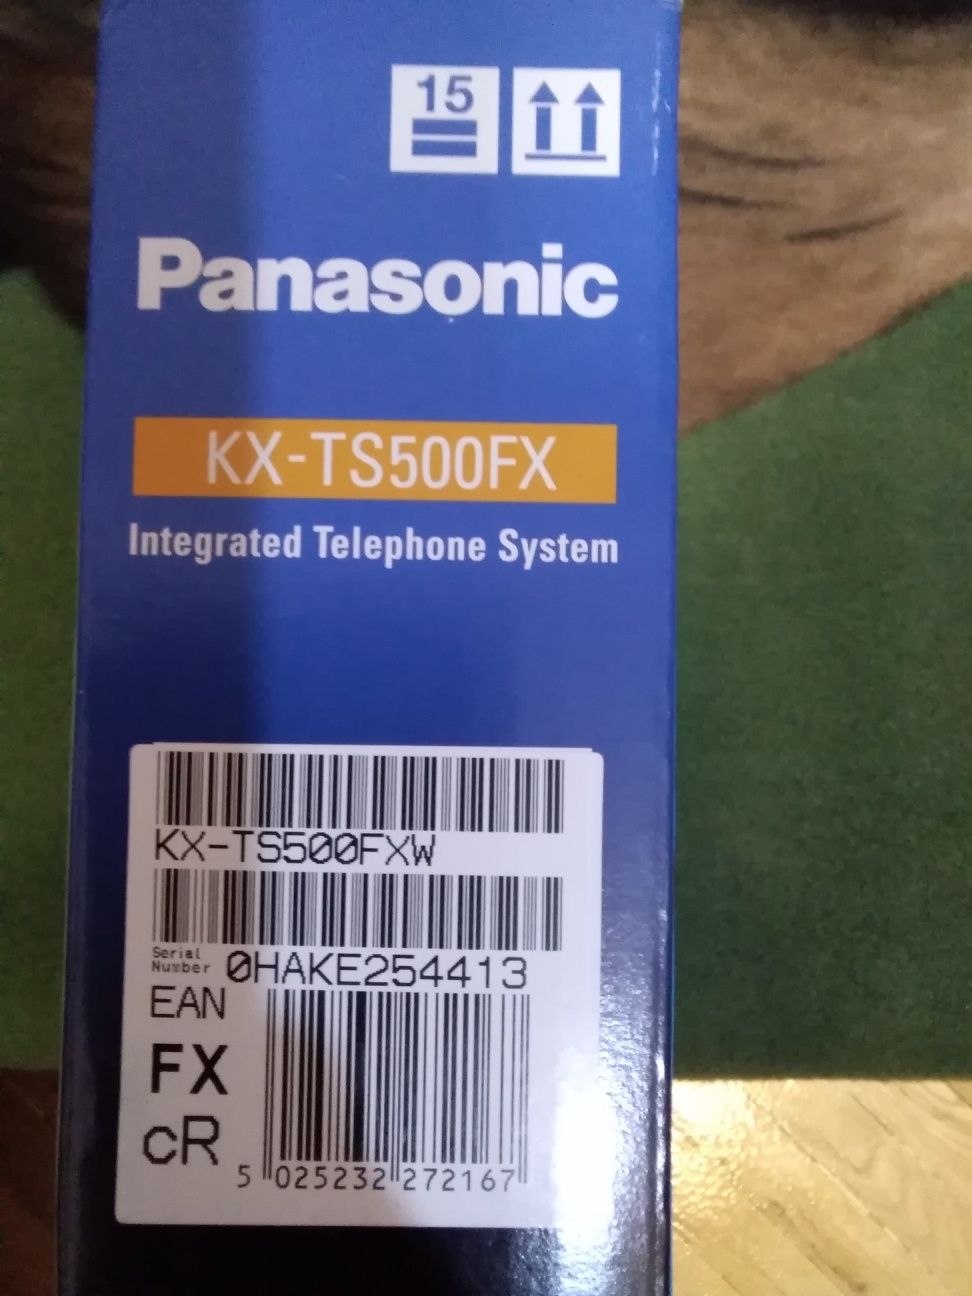 15
Panasonic
KX-TS500FX
Integrated Telephone System
KX-TS500FXW
Serial
Number 0HAKE254413
EAN
FX
CR
5 025232 272167